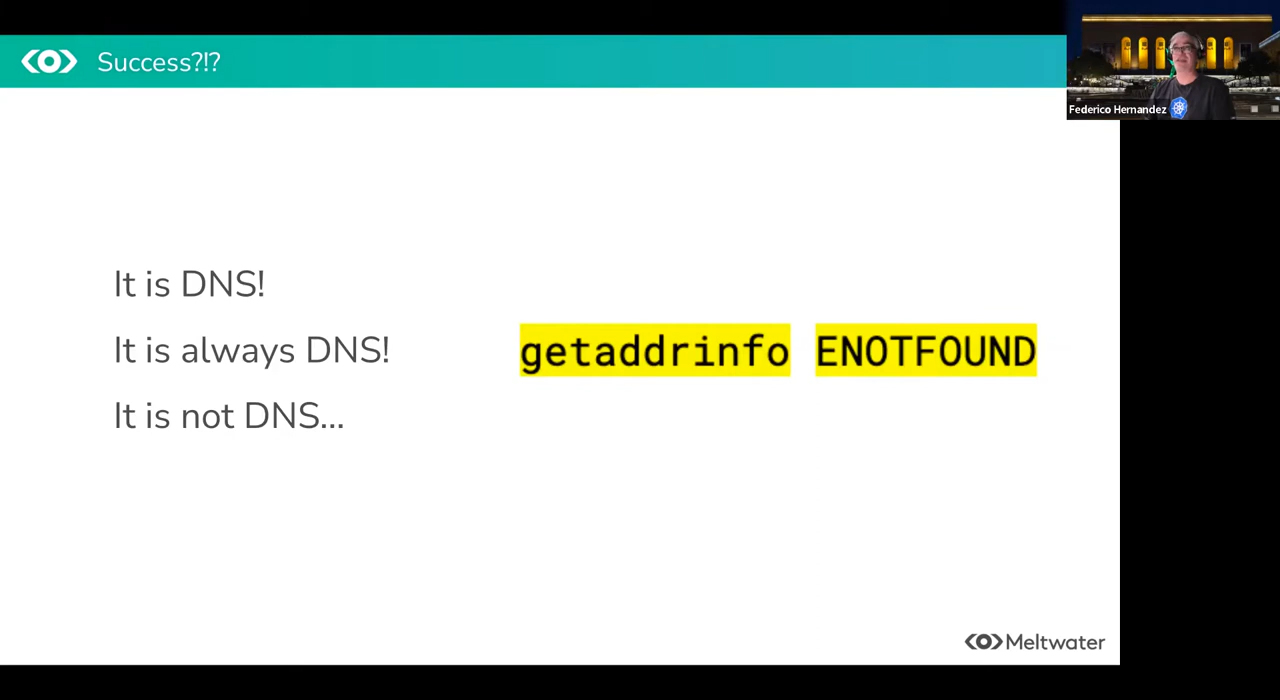 Success?!?
Federico Hernandez
It is DNS!
It is always DNS!
getaddrinfo ENOTFOUND
It is not DNS...
Meltwater